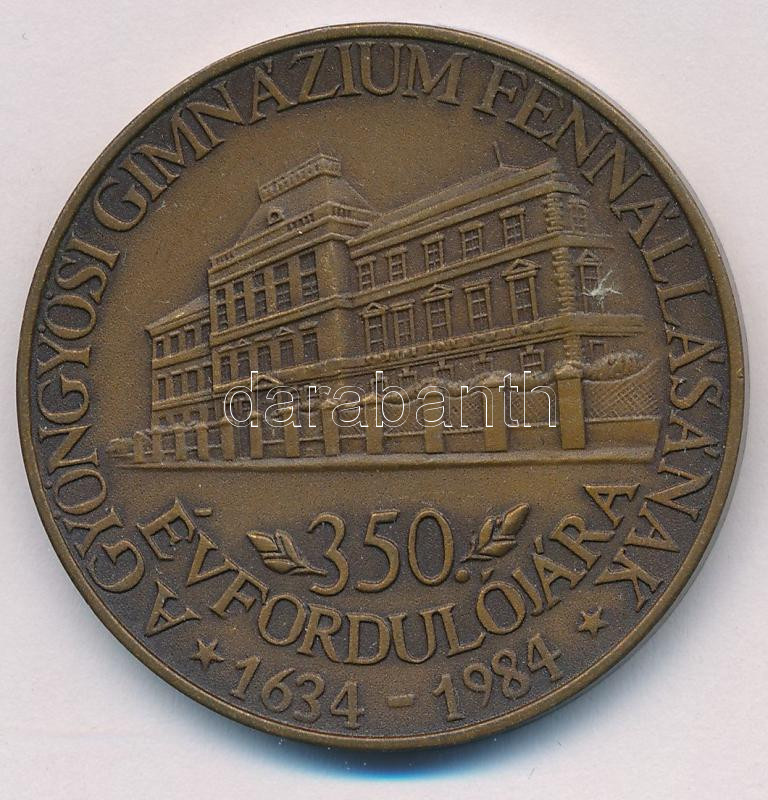 A GYÖNGYÖSI GIMNÁZIUM FENNÁLLÁSÁNAK
350.
ÉVFORDULÓJÁRA
★ 1634 - 1984 ★
darabanth